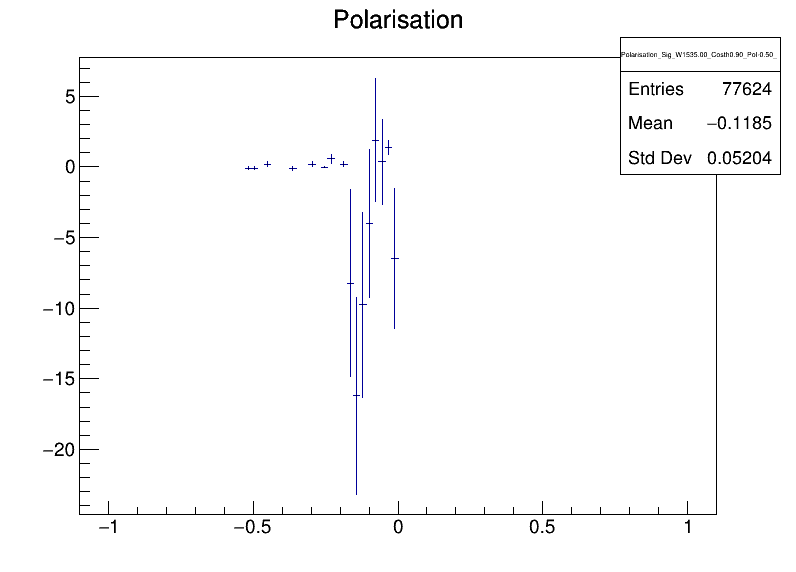 Polarisation
Polarisation_Sig_W1535.00_Costh0.90_Pol-0.50_
Entries 77624
Mean −0.1185
Std Dev 0.05204
5
0
−5
−10
−15
−20
−1 −0.5 0 0.5 1